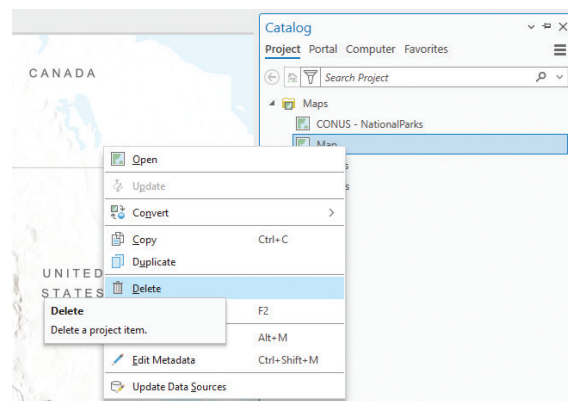 Catalog
Project Portal Computer Favorites
Search Project
CANADA
Maps
CONUS - NationalParks
Map
Open
s
Update
s
Convert
Copy Ctrl+C
Duplicate
UNITED
STATES
Delete
Delete
F2
Delete a project item.
Alt+M
Edit Metadata Ctrl+Shift+M
Update Data Sources